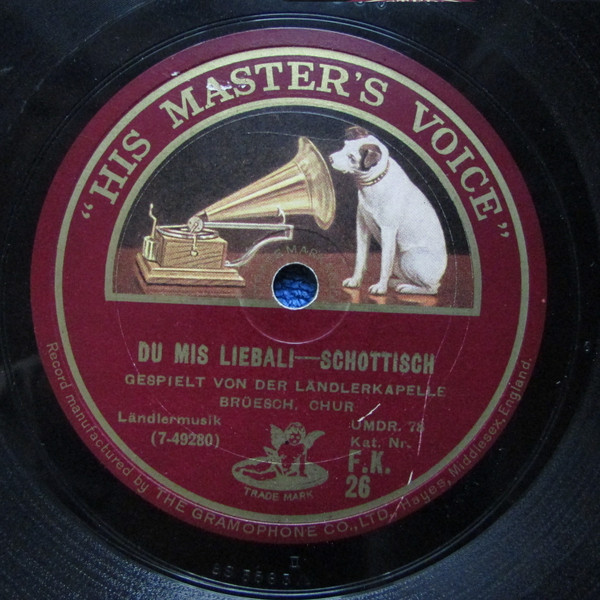 "HIS MASTER'S VOICE"
DU MIS LIEBALI—SCHOTTISCH
GESPIELT VON DER LÄNDLERKAPELLE
BRÜESCH, CHUR
Ländlermusik
(7-49280)
UMDR. 78
Kat. Nr.
F.K.
26
TRADE MARK
Record manufactured by THE GRAMOPHONE CO., LTD., Hayes, Middlesex, England.
II